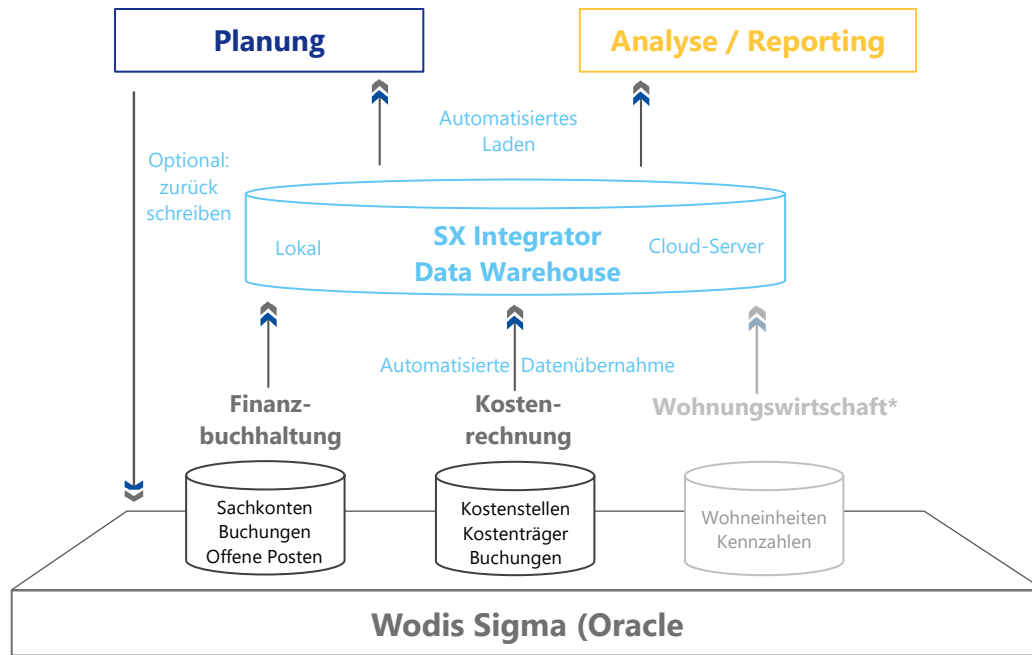 Planung
Analyse / Reporting
Automatisiertes
Laden
Optional:
zurück
schreiben
SX Integrator
Data Warehouse
Lokal
Cloud-Server
Automatisierte Datenübernahme
Finanz-
buchhaltung
Kosten-
rechnung
Wohnungswirtschaft*
Sachkonten
Buchungen
Offene Posten
Kostenstellen
Kostenträger
Buchungen
Wohneinheiten
Kennzahlen
Wodis Sigma (Oracle